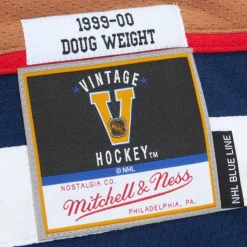 1999-00
DOUG WEIGHT
VINTAGE
V
HOCKEY™
© NHL
NOSTALGIA CO.
Mitchell & Ness
PHILADELPHIA, PA.
NHL BLUE LINE